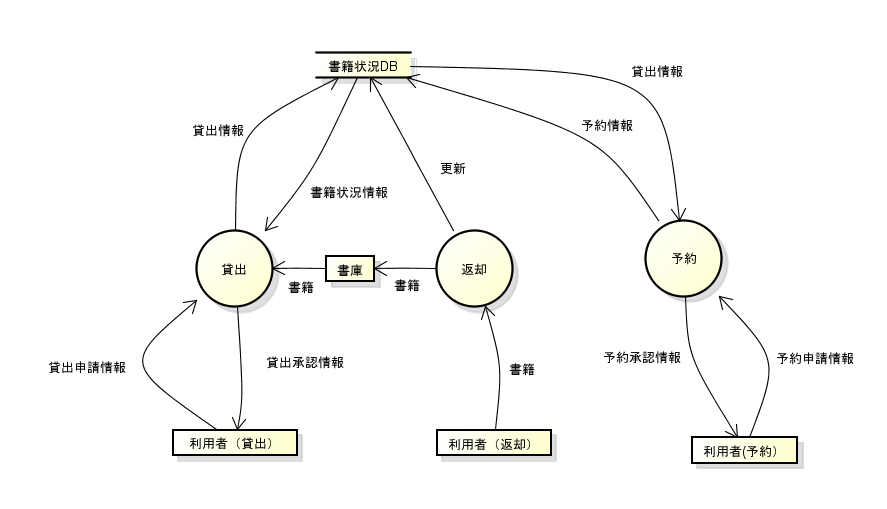 書籍状況DB
貸出情報
貸出情報
予約情報
更新
書籍状況情報
貸出
書庫
返却
予約
書籍
書籍
貸出申請情報
貸出承認情報
書籍
予約承認情報
予約申請情報
利用者（貸出）
利用者（返却）
利用者(予約）